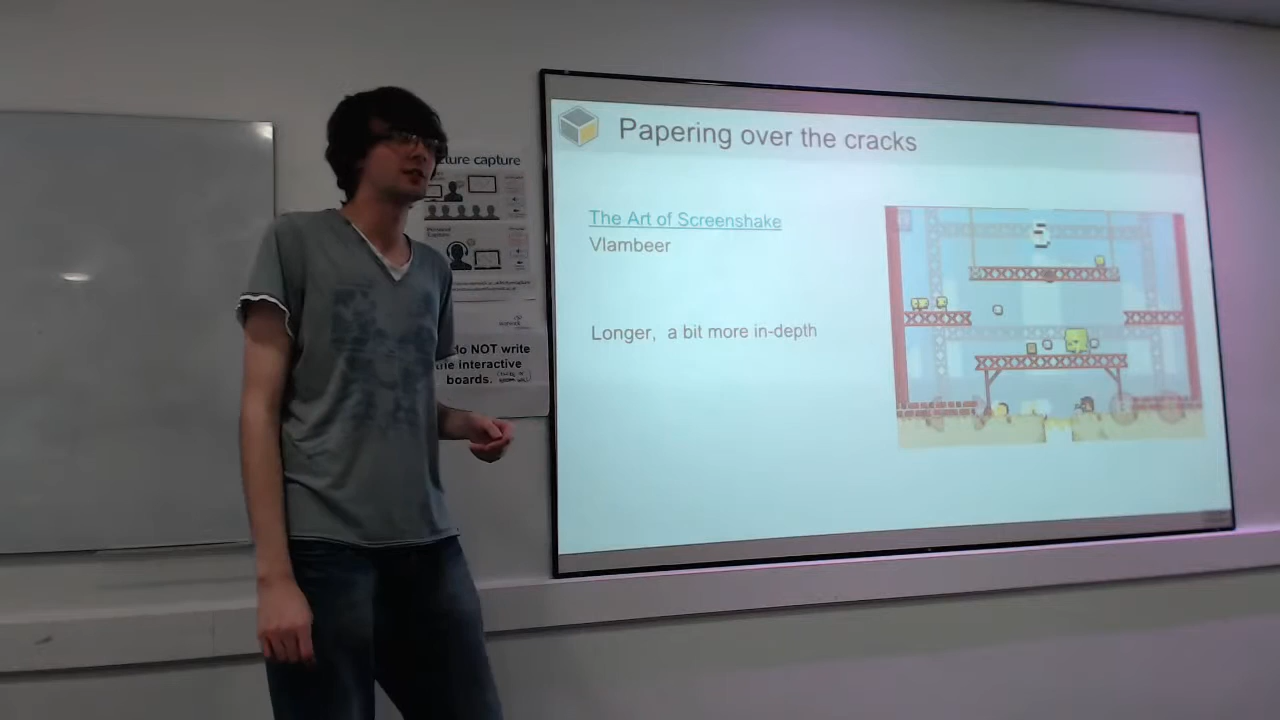 cture capture
do NOT write
the interactive
boards.
Papering over the cracks
The Art of Screenshake
Vlambeer
Longer, a bit more in-depth